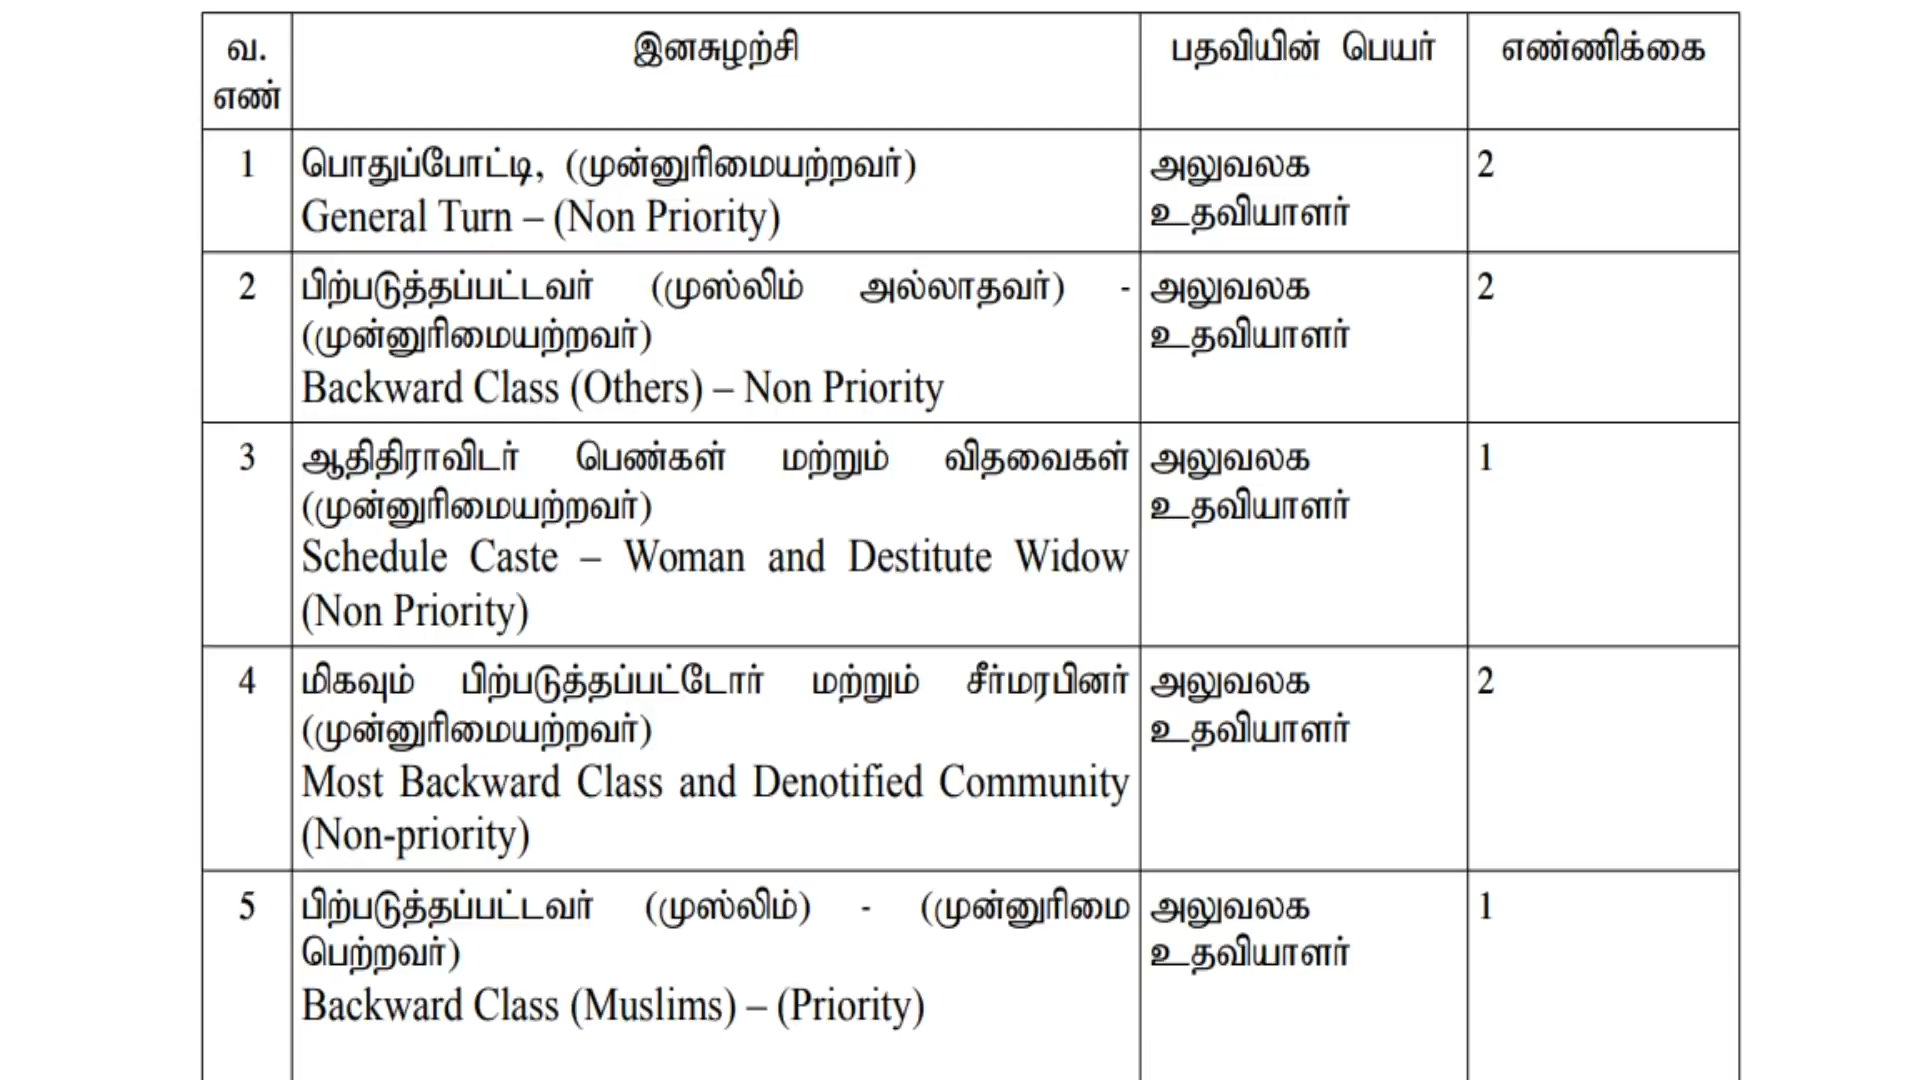 வ. எண்
இனசுழற்சி
பதவியின் பெயர்
எண்ணிக்கை
1
பொதுப்போட்டி, (முன்னுரிமையற்றவர்)
General Turn – (Non Priority)
அலுவலக
உதவியாளர்
2
2
பிற்படுத்தப்பட்டவர் (முஸ்லிம் அல்லாதவர்) -
(முன்னுரிமையற்றவர்)
Backward Class (Others) – Non Priority
அலுவலக
உதவியாளர்
2
3
ஆதிதிராவிடர் பெண்கள் மற்றும் விதவைகள்
(முன்னுரிமையற்றவர்)
Schedule Caste – Woman and Destitute Widow
(Non Priority)
அலுவலக
உதவியாளர்
1
4
மிகவும் பிற்படுத்தப்பட்டோர் மற்றும் சீர்மரபினர்
(முன்னுரிமையற்றவர்)
Most Backward Class and Denotified Community
(Non-priority)
அலுவலக
உதவியாளர்
2
5
பிற்படுத்தப்பட்டவர் (முஸ்லிம்) - (முன்னுரிமை
பெற்றவர்)
Backward Class (Muslims) – (Priority)
அலுவலக
உதவியாளர்
1